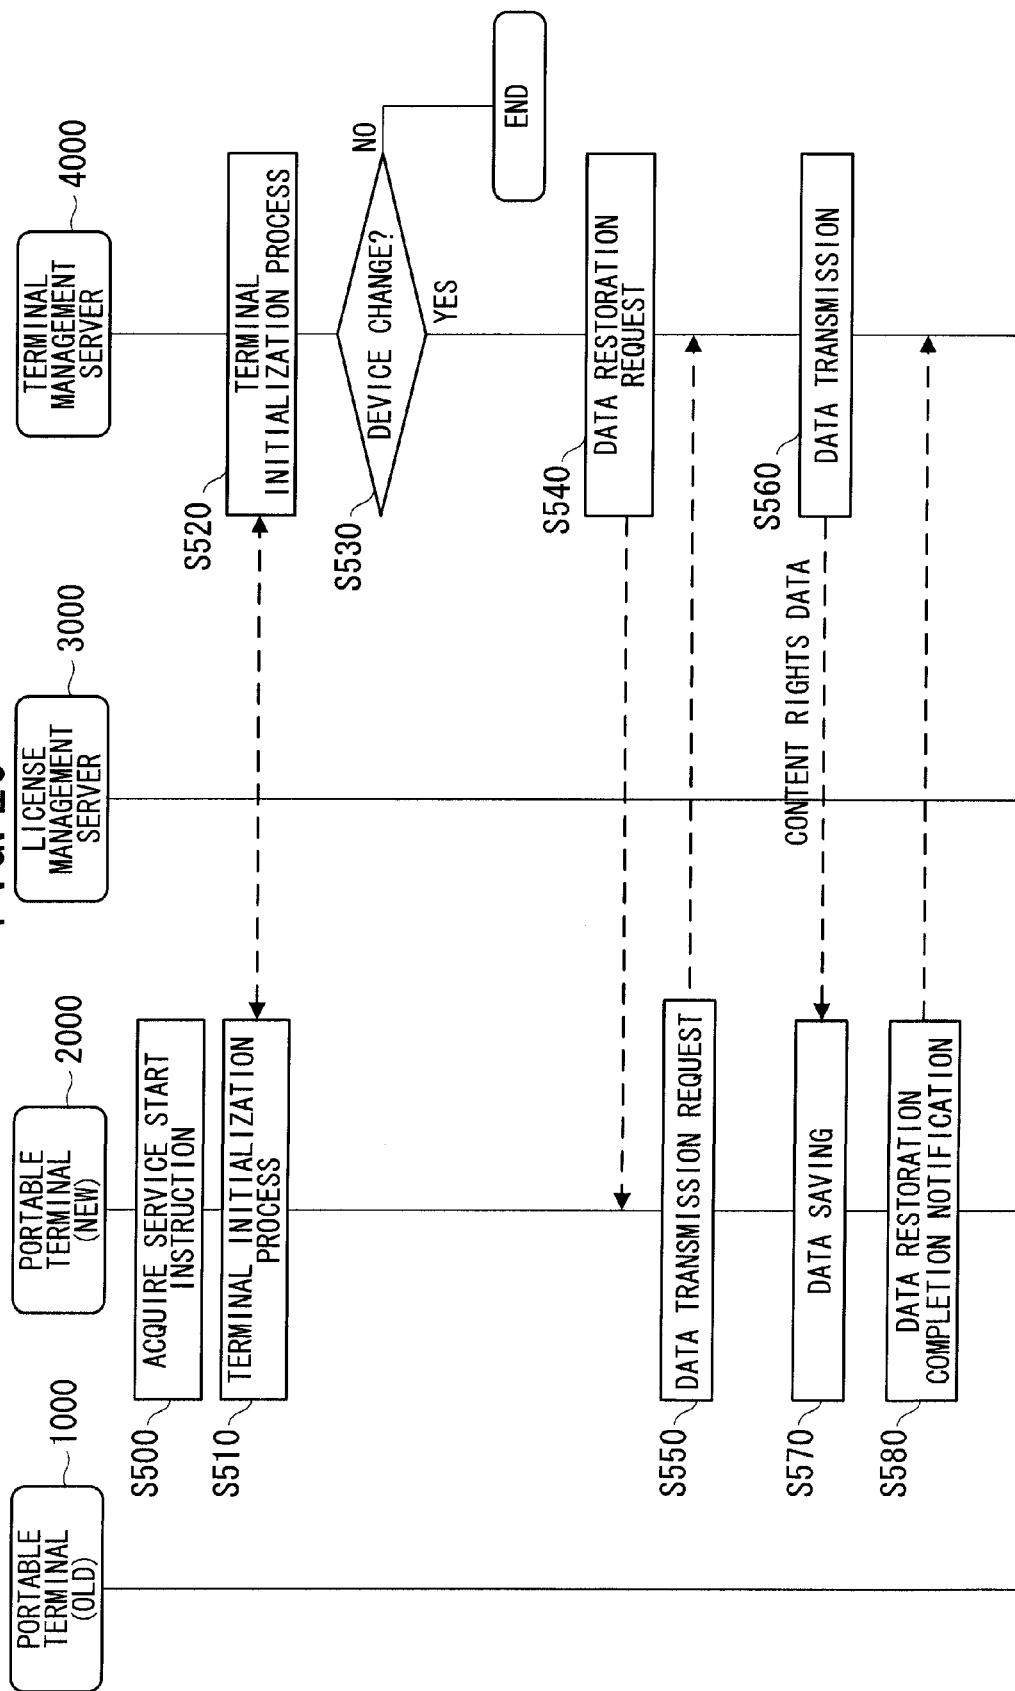 PORTABLE
TERMINAL
(OLD)
1000
PORTABLE
TERMINAL
(NEW)
2000
LICENSE
MANAGEMENT
SERVER
3000
TERMINAL
MANAGEMENT
SERVER
4000
S500
ACQUIRE SERVICE START
INSTRUCTION
S510
TERMINAL INITIALIZATION
PROCESS
S520
TERMINAL
INITIALIZATION PROCESS
S530
DEVICE CHANGE?
NO
YES
END
S540
DATA RESTORATION
REQUEST
S550
DATA TRANSMISSION REQUEST
S560
DATA TRANSMISSION
CONTENT RIGHTS DATA
S570
DATA SAVING
S580
DATA RESTORATION
COMPLETION NOTIFICATION